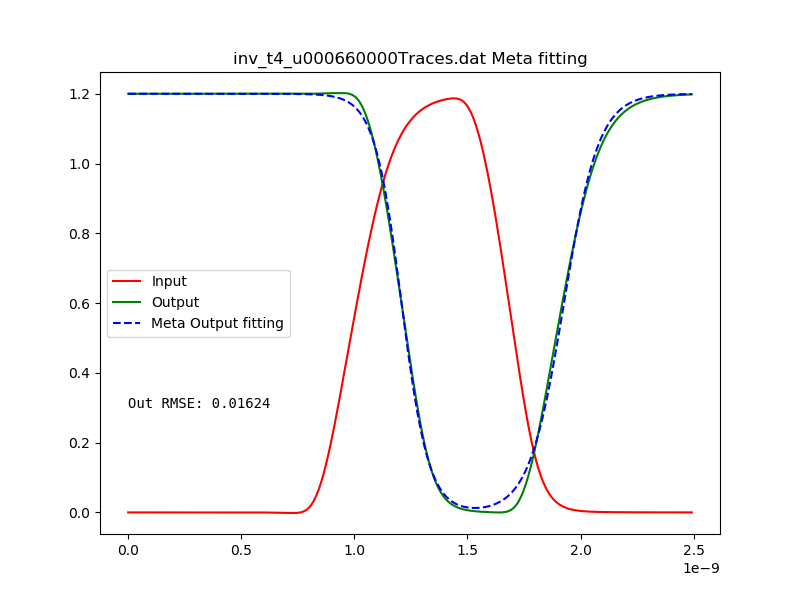 inv_t4_u000660000Traces.dat Meta fitting
1.2
1.0
0.8
0.6
0.4
0.2
0.0
Input
Output
Meta Output fitting
Out RMSE: 0.01624
0.0 0.5 1.0 1.5 2.0 2.5
1e−9